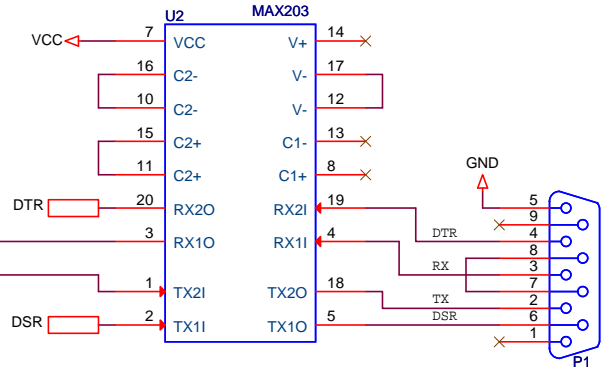 U2 MAX203
VCC 7 VCC V+ 14
16 C2- V- 17
10 C2- V- 12
15 C2+ C1- 13
11 C2+ C1+ 8
GND
DTR 20 RX2O RX2I 19 5
9
DTR 4
3 RX1O RX1I 4 8
RX 3
1 TX2I TX2O 18 7
TX 2
DSR 2 TX1I TX1O 5 DSR 6
1
P1